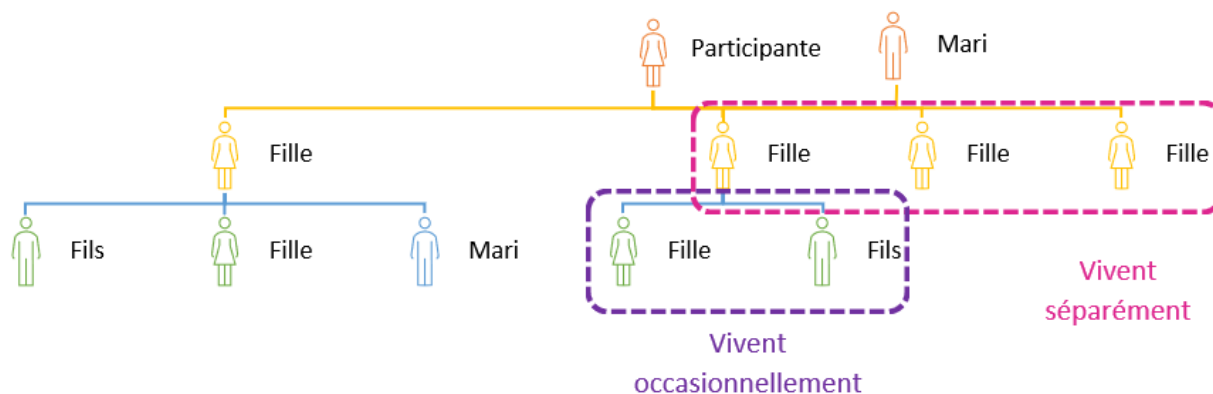 Participante
Mari
Fille
Fille
Fille
Fille
Fils
Fille
Mari
Fille
Fils
Vivent
séparément
Vivent
occasionnellement